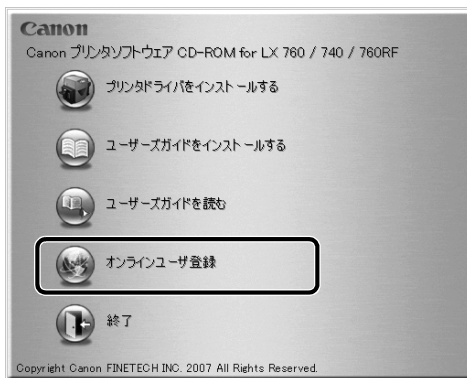 Canon
Canon プリンタソフトウェア CD-ROM for LX 760 / 740 / 760RF
プリンタドライバをインストールする
ユーザーズガイドをインストールする
ユーザーズガイドを読む
オンラインユーザ登録
終了
Copyright Canon FINETECH INC. 2007 All Rights Reserved.